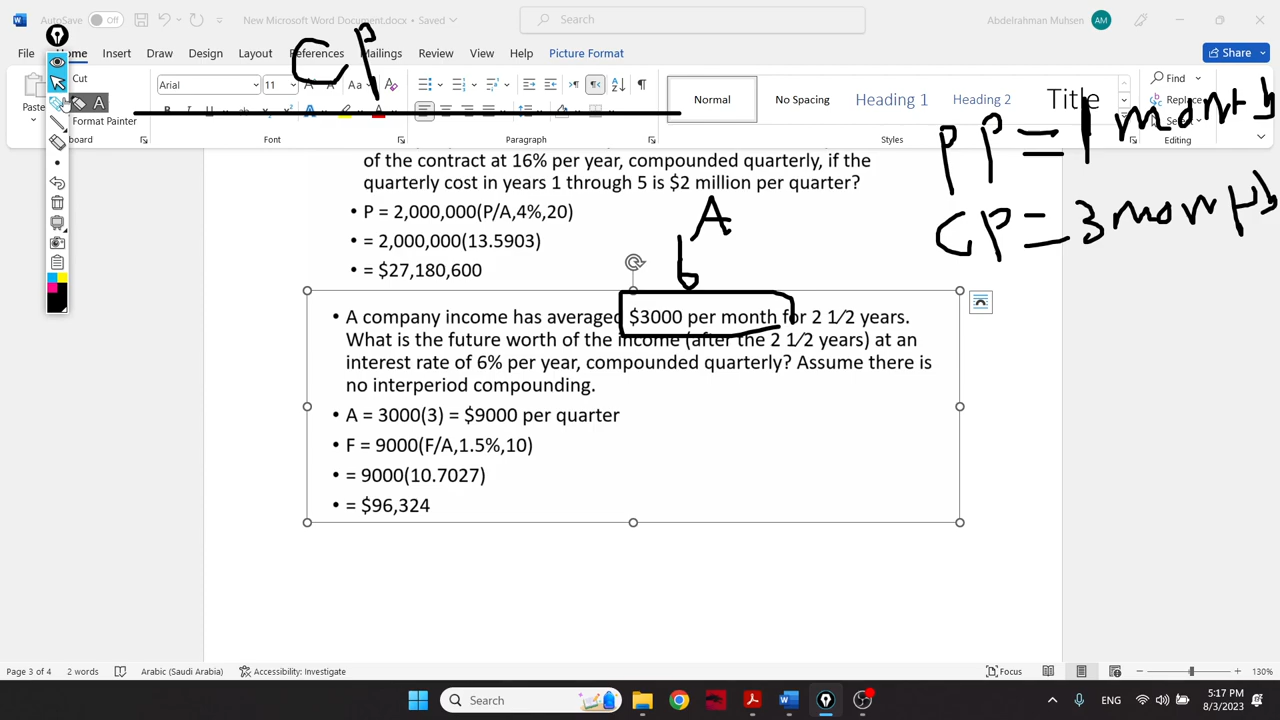 AutoSave Off New Microsoft Word Document.docx • Saved Search Abdelrahman Muhsen AM
File Home Insert Draw Design Layout References Mailings Review View Help Picture Format Share
CP
Cut Arial 11 Aa Find
Paste A Normal No Spacing Heading 1 Heading 2 Title Replace
Format Painter
Font Paragraph Styles Editing
PP = 1 month
CP = 3 month
of the contract at 16% per year, compounded quarterly, if the
quarterly cost in years 1 through 5 is $2 million per quarter?
• P = 2,000,000(P/A,4%,20)
• = 2,000,000(13.5903)
• = $27,180,600
A
• A company income has averaged $3000 per month for 2 1/2 years.
What is the future worth of the income (after the 2 1/2 years) at an
interest rate of 6% per year, compounded quarterly? Assume there is
no interperiod compounding.
• A = 3000(3) = $9000 per quarter
• F = 9000(F/A,1.5%,10)
• = 9000(10.7027)
• = $96,324
Page 3 of 4 2 words Arabic (Saudi Arabia) Accessibility: Investigate Focus 130%
Search ENG 5:17 PM
8/3/2023